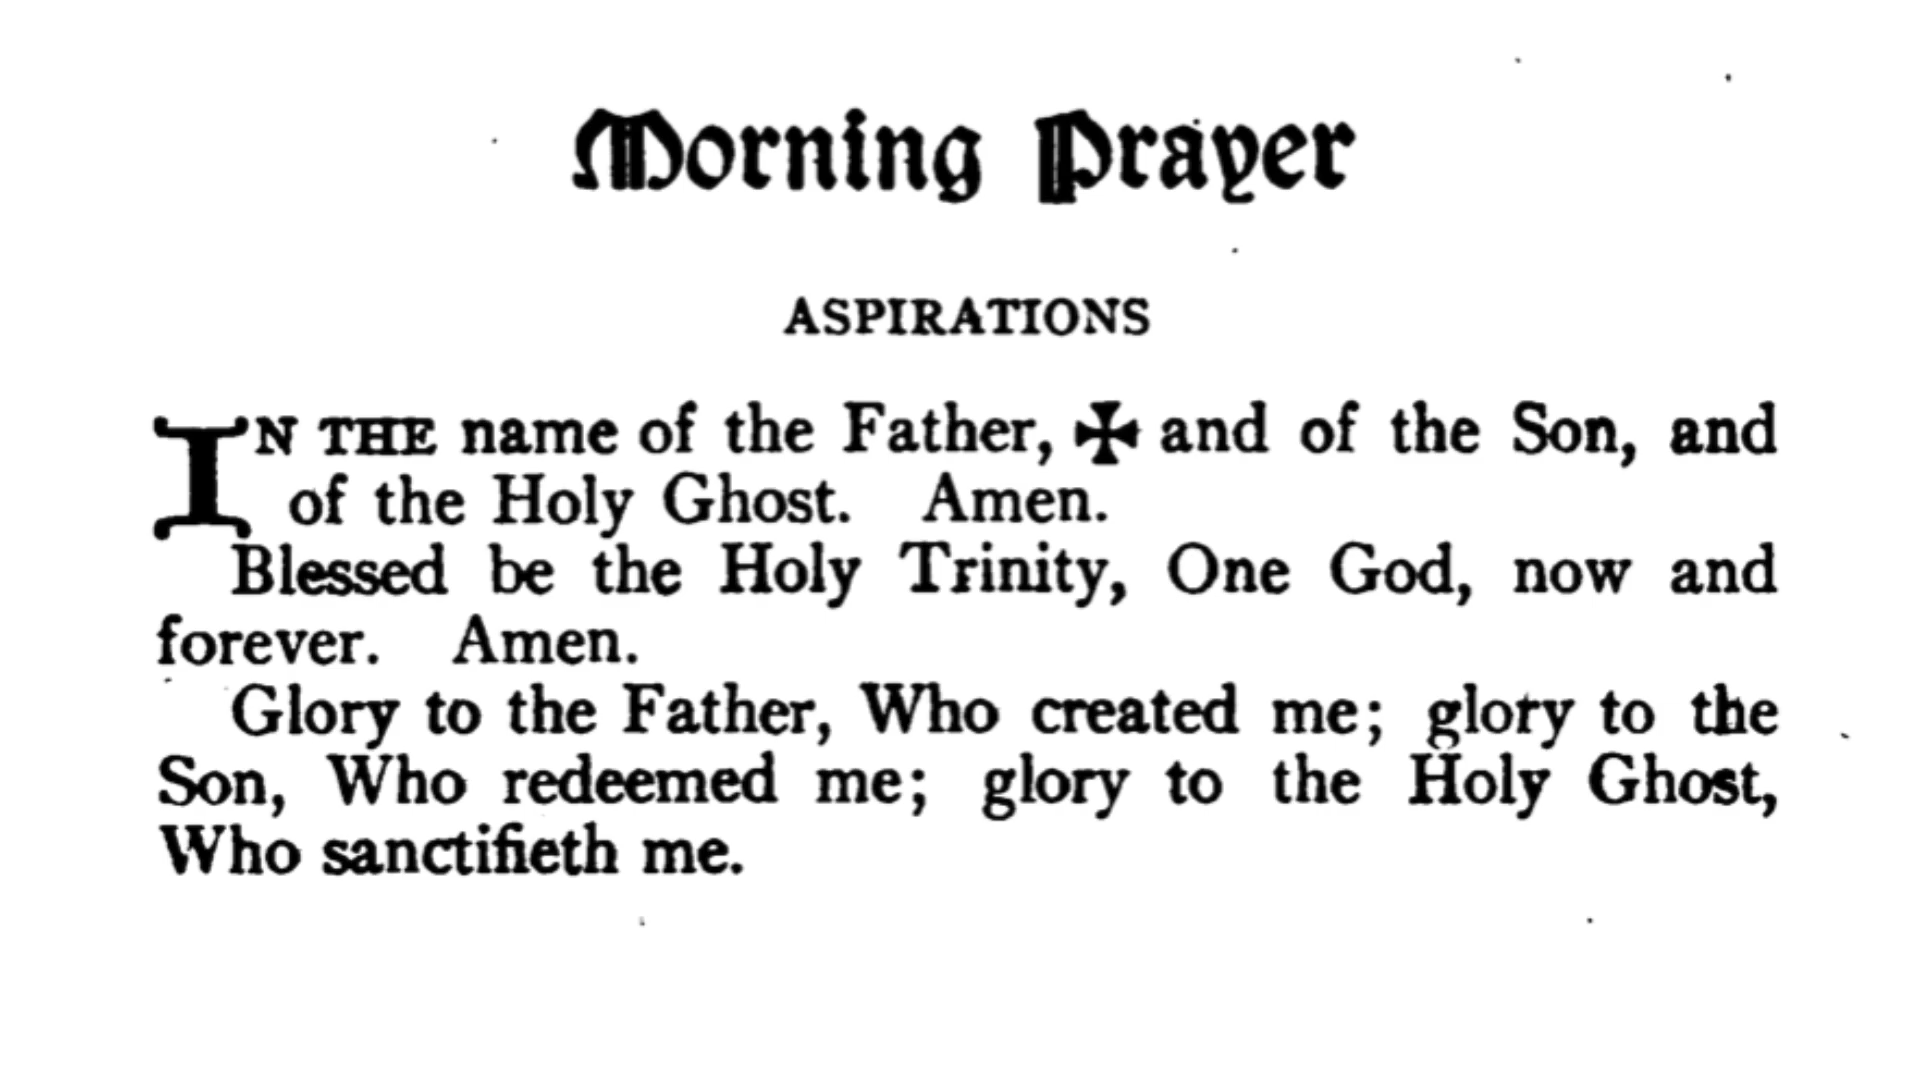 Morning Prayer
ASPIRATIONS
IN THE name of the Father, ✠ and of the Son, and
of the Holy Ghost. Amen.
Blessed be the Holy Trinity, One God, now and
forever. Amen.
Glory to the Father, Who created me; glory to the
Son, Who redeemed me; glory to the Holy Ghost,
Who sanctifieth me.